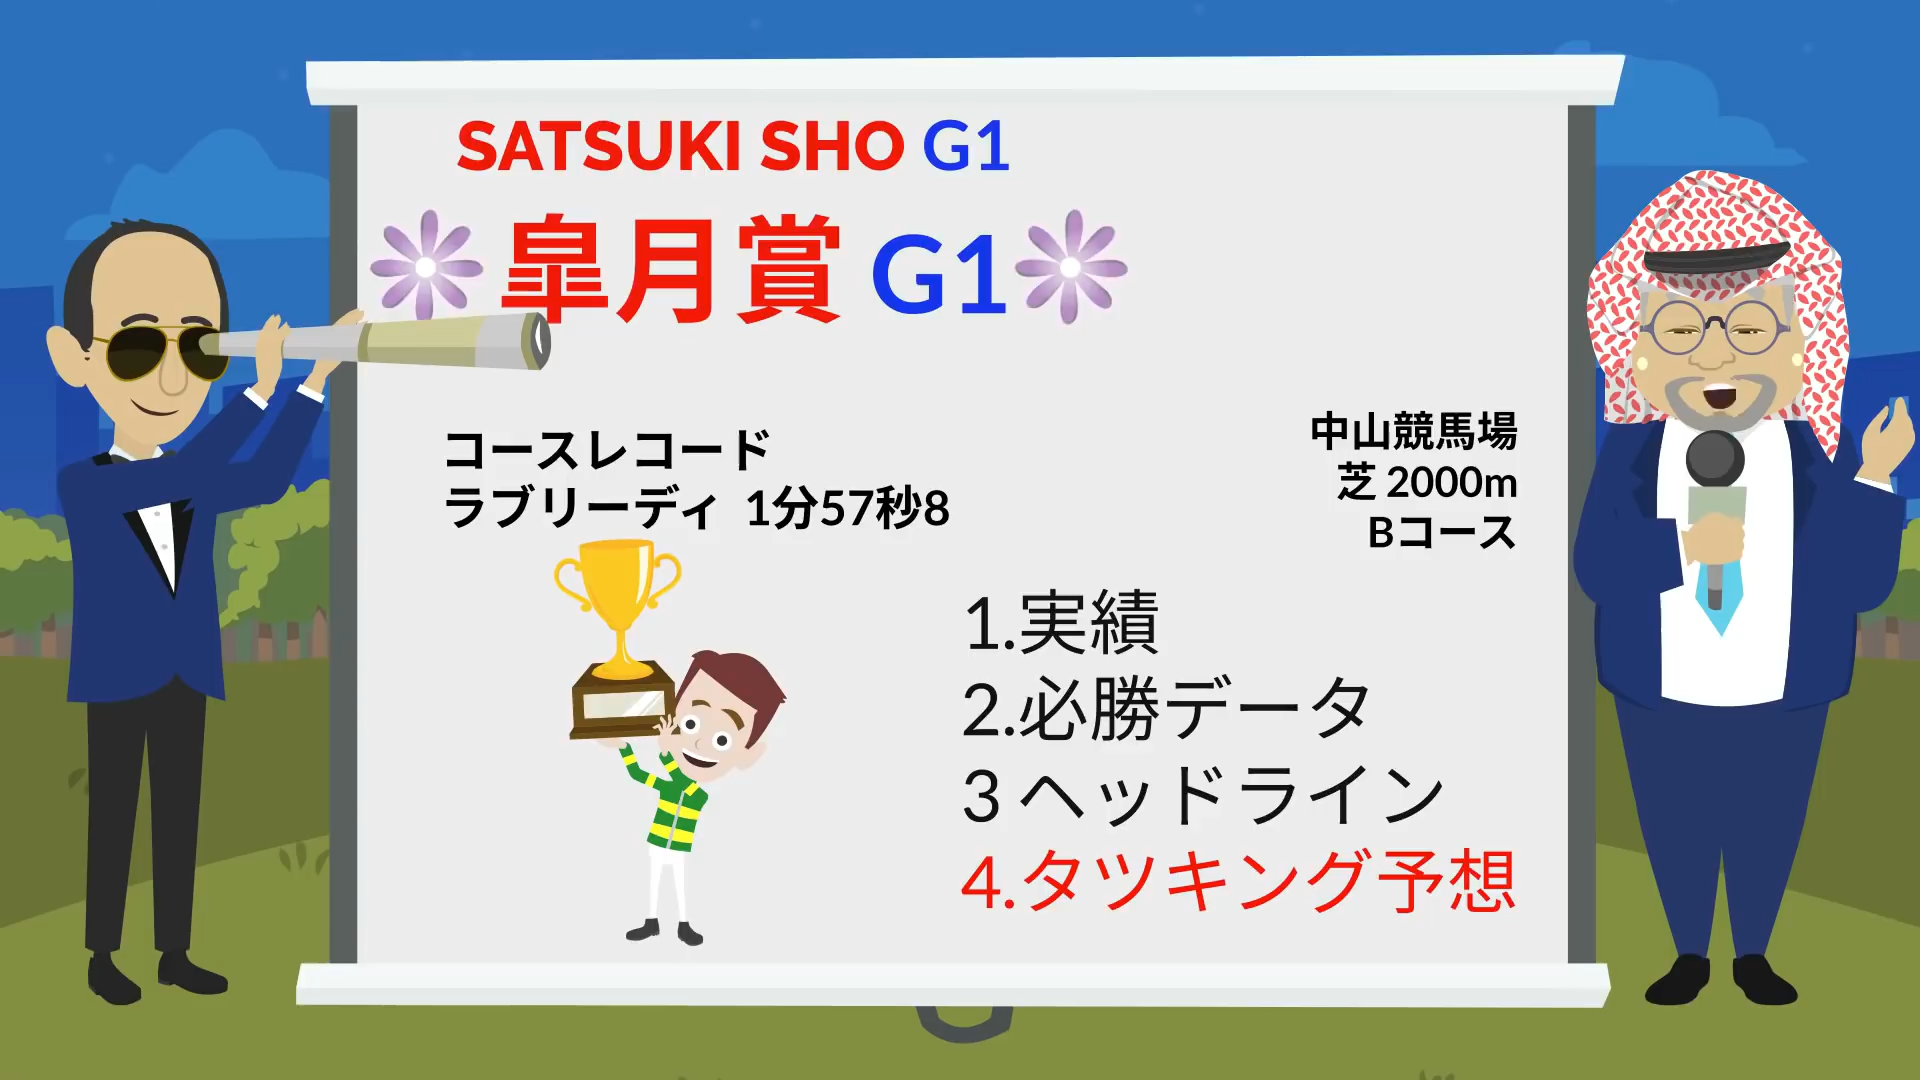 SATSUKI SHO G1
皐月賞 G1
コースレコード
ラブリーディ 1分57秒8
中山競馬場
芝 2000m
Bコース
1.実績
2.必勝データ
3 ヘッドライン
4.タツキング予想